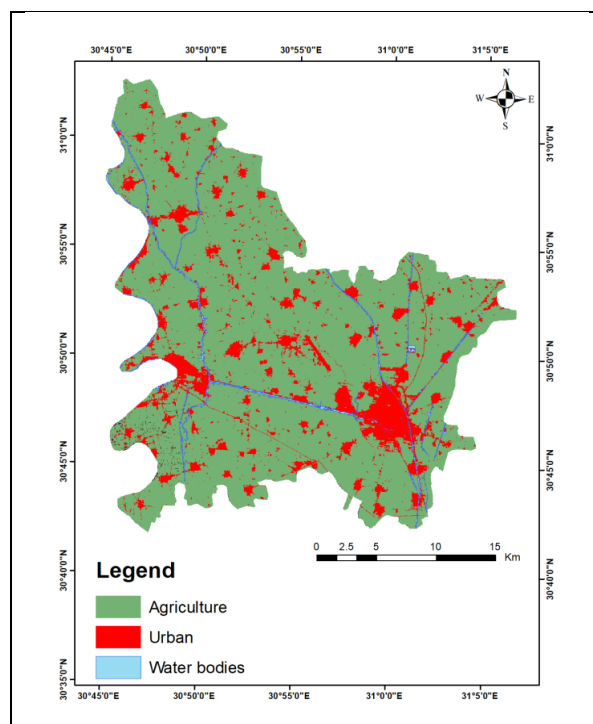 30°45'0"E 30°50'0"E 30°55'0"E 31°0'0"E 31°5'0"E
N
W E
S
31°0'0"N 31°0'0"N
30°55'0"N 30°55'0"N
30°50'0"N 30°50'0"N
30°45'0"N 30°45'0"N
0 2.5 5 10 15
Km
30°40'0"N 30°40'0"N
Legend
Agriculture
Urban
Water bodies
30°35'0"N 30°35'0"N
30°45'0"E 30°50'0"E 30°55'0"E 31°0'0"E 31°5'0"E